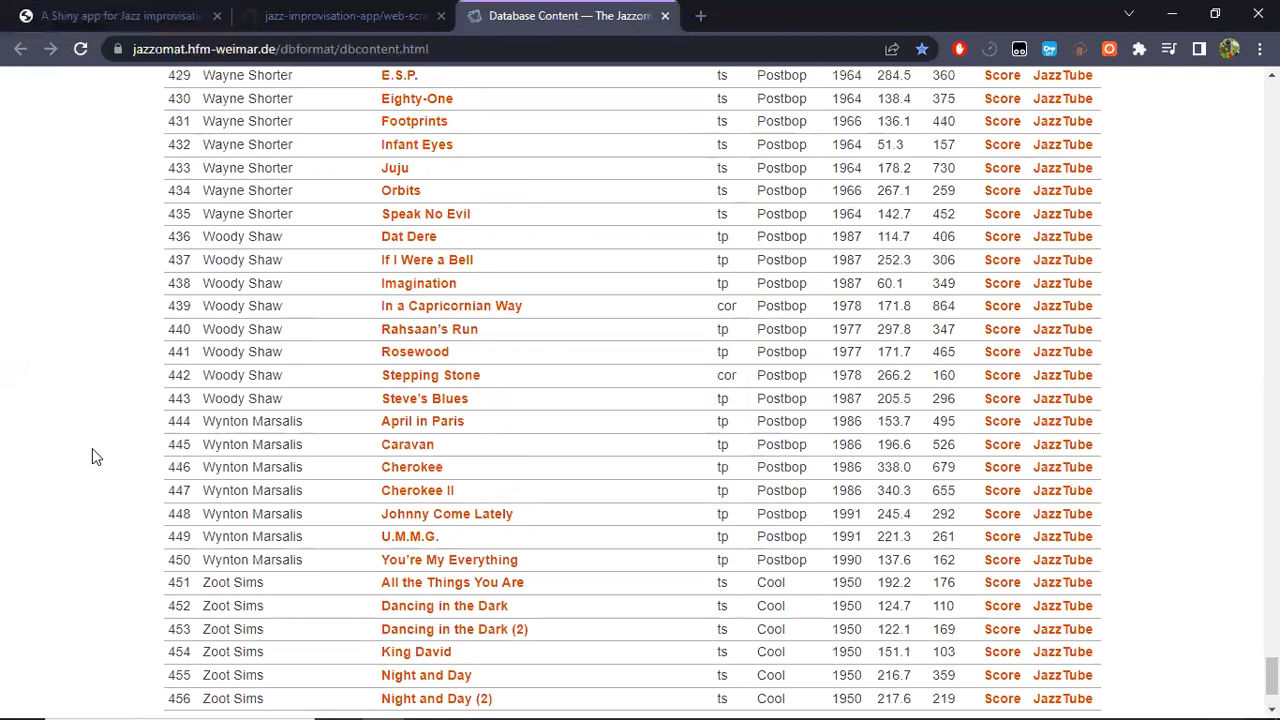 A Shiny app for Jazz improvisati
jazz-improvisation-app/web-scra
Database Content — The Jazzom
jazzomat.hfm-weimar.de/dbformat/dbcontent.html
429 Wayne Shorter E.S.P. ts Postbop 1964 284.5 360 Score JazzTube
430 Wayne Shorter Eighty-One ts Postbop 1964 138.4 375 Score JazzTube
431 Wayne Shorter Footprints ts Postbop 1966 136.1 440 Score JazzTube
432 Wayne Shorter Infant Eyes ts Postbop 1964 51.3 157 Score JazzTube
433 Wayne Shorter Juju ts Postbop 1964 178.2 730 Score JazzTube
434 Wayne Shorter Orbits ts Postbop 1966 267.1 259 Score JazzTube
435 Wayne Shorter Speak No Evil ts Postbop 1964 142.7 452 Score JazzTube
436 Woody Shaw Dat Dere tp Postbop 1987 114.7 406 Score JazzTube
437 Woody Shaw If I Were a Bell tp Postbop 1987 252.3 306 Score JazzTube
438 Woody Shaw Imagination tp Postbop 1987 60.1 349 Score JazzTube
439 Woody Shaw In a Capricornian Way cor Postbop 1978 171.8 864 Score JazzTube
440 Woody Shaw Rahsaan's Run tp Postbop 1977 297.8 347 Score JazzTube
441 Woody Shaw Rosewood tp Postbop 1977 171.7 465 Score JazzTube
442 Woody Shaw Stepping Stone cor Postbop 1978 266.2 160 Score JazzTube
443 Woody Shaw Steve's Blues tp Postbop 1987 205.5 296 Score JazzTube
444 Wynton Marsalis April in Paris tp Postbop 1986 153.7 495 Score JazzTube
445 Wynton Marsalis Caravan tp Postbop 1986 196.6 526 Score JazzTube
446 Wynton Marsalis Cherokee tp Postbop 1986 338.0 679 Score JazzTube
447 Wynton Marsalis Cherokee II tp Postbop 1986 340.3 655 Score JazzTube
448 Wynton Marsalis Johnny Come Lately tp Postbop 1991 245.4 292 Score JazzTube
449 Wynton Marsalis U.M.M.G. tp Postbop 1991 221.3 261 Score JazzTube
450 Wynton Marsalis You're My Everything tp Postbop 1990 137.6 162 Score JazzTube
451 Zoot Sims All the Things You Are ts Cool 1950 192.2 176 Score JazzTube
452 Zoot Sims Dancing in the Dark ts Cool 1950 124.7 110 Score JazzTube
453 Zoot Sims Dancing in the Dark (2) ts Cool 1950 122.1 169 Score JazzTube
454 Zoot Sims King David ts Cool 1950 151.1 103 Score JazzTube
455 Zoot Sims Night and Day ts Cool 1950 216.7 359 Score JazzTube
456 Zoot Sims Night and Day (2) ts Cool 1950 217.6 219 Score JazzTube